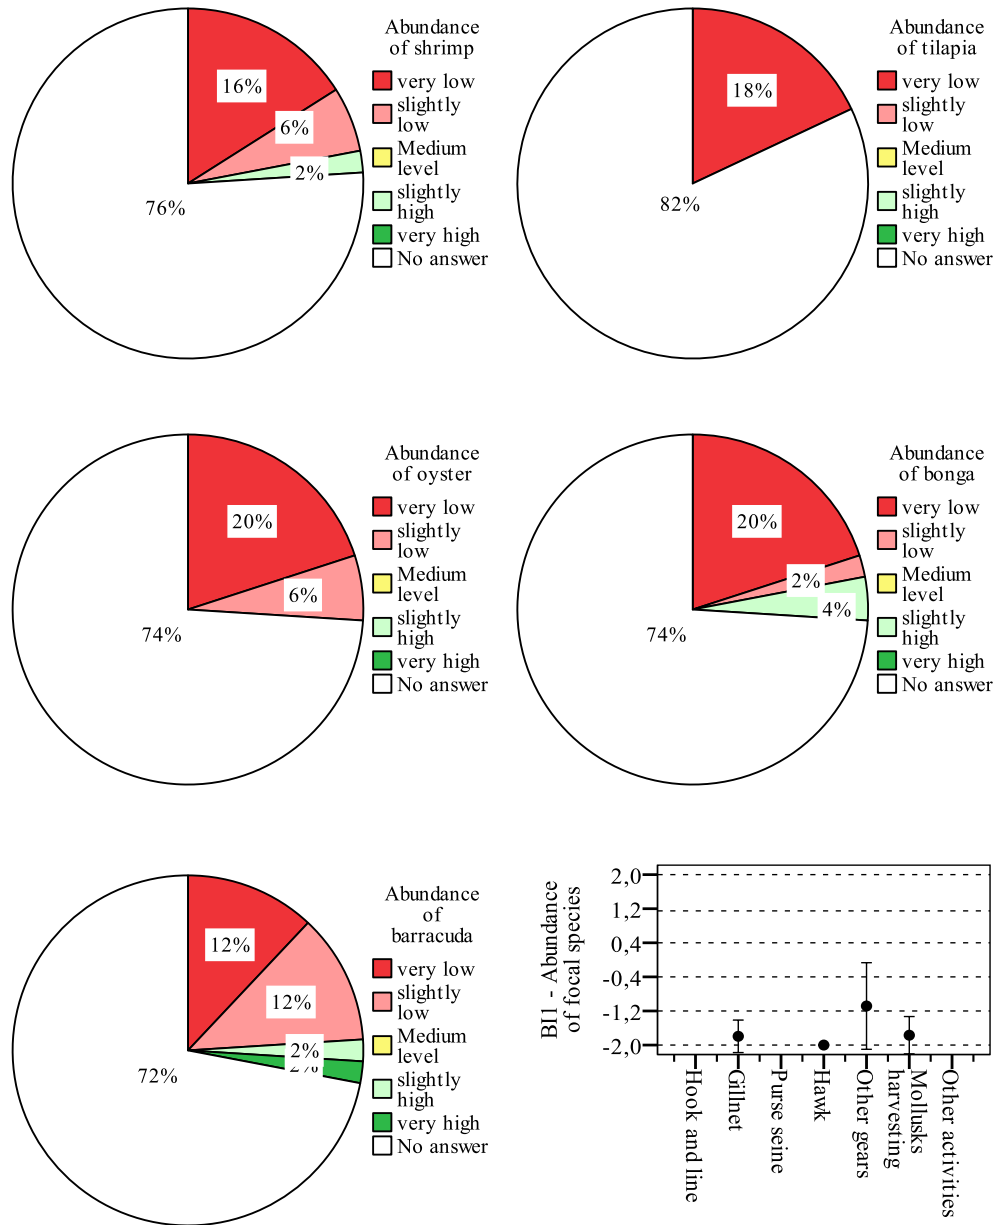 Abundance
of shrimp
very low
slightly
low
Medium
level
slightly
high
very high
No answer
16%
6%
2%
76%
Abundance
of tilapia
very low
slightly
low
Medium
level
slightly
high
very high
No answer
18%
82%
Abundance
of oyster
very low
slightly
low
Medium
level
slightly
high
very high
No answer
20%
6%
74%
Abundance
of bonga
very low
slightly
low
Medium
level
slightly
high
very high
No answer
20%
2%
4%
74%
Abundance
of
barracuda
very low
slightly
low
Medium
level
slightly
high
very high
No answer
12%
12%
2%
72%
BI1 - Abundance
of focal species
2,0
1,2
0,4
-0,4
-1,2
-2,0
Hook and line
Gillnet
Purse seine
Hawk
Other gears
Mollusks
harvesting
Other activities